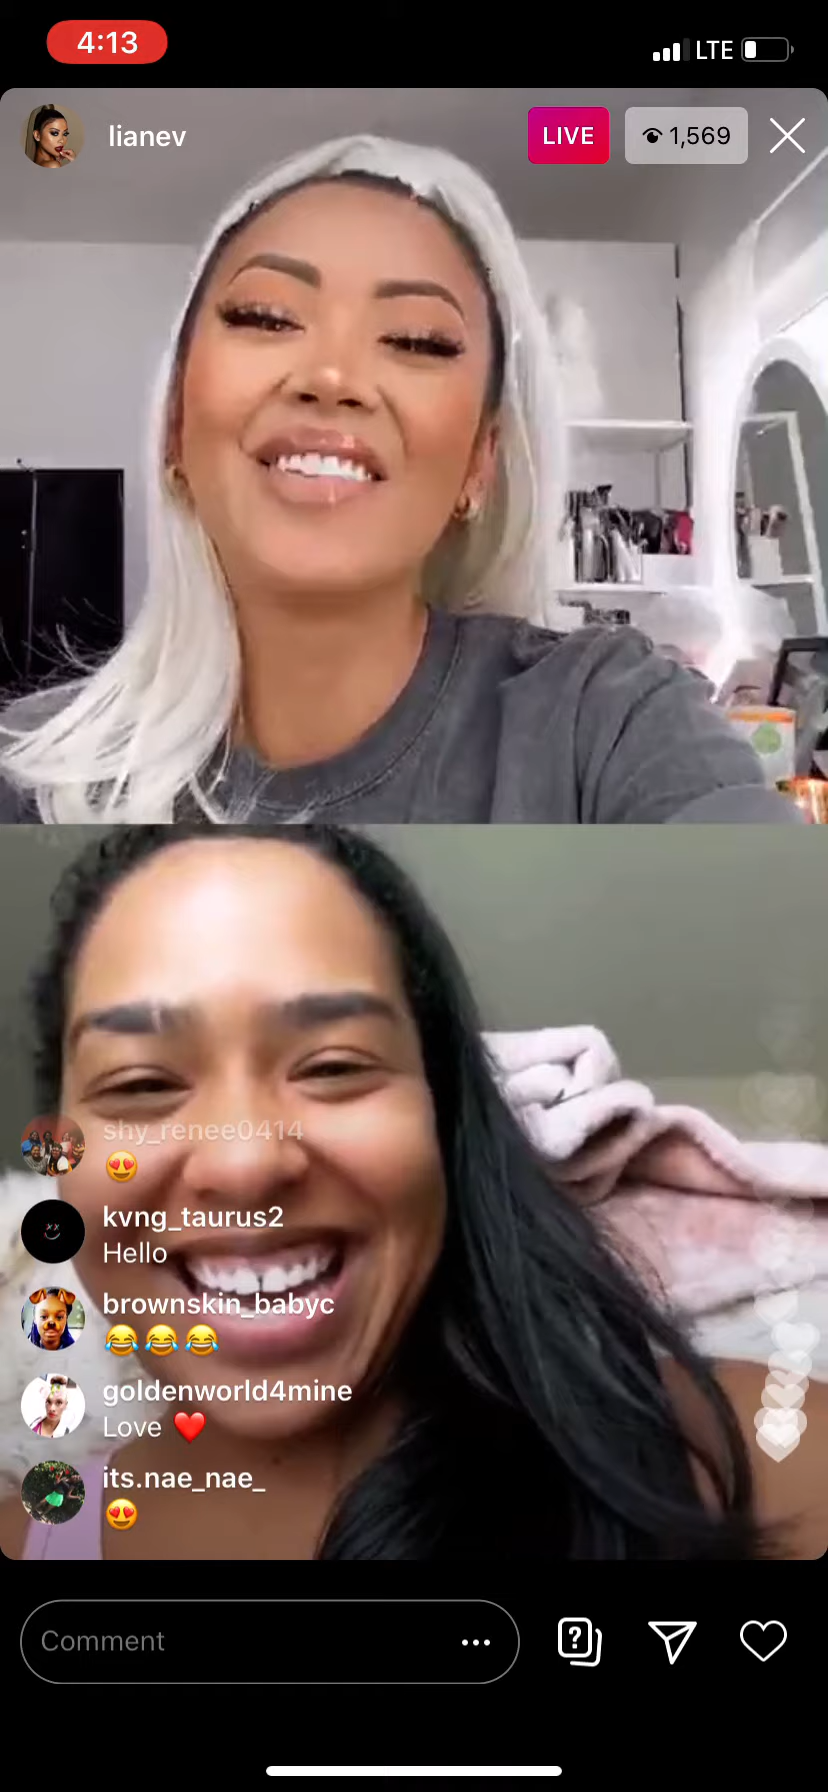 4:13
LTE
lianev
LIVE
1,569
shy_renee0414
😍
kvng_taurus2
Hello
brownskin_babyc
😂😂😂
goldenworld4mine
Love ❤️
its.nae_nae_
😍
Comment